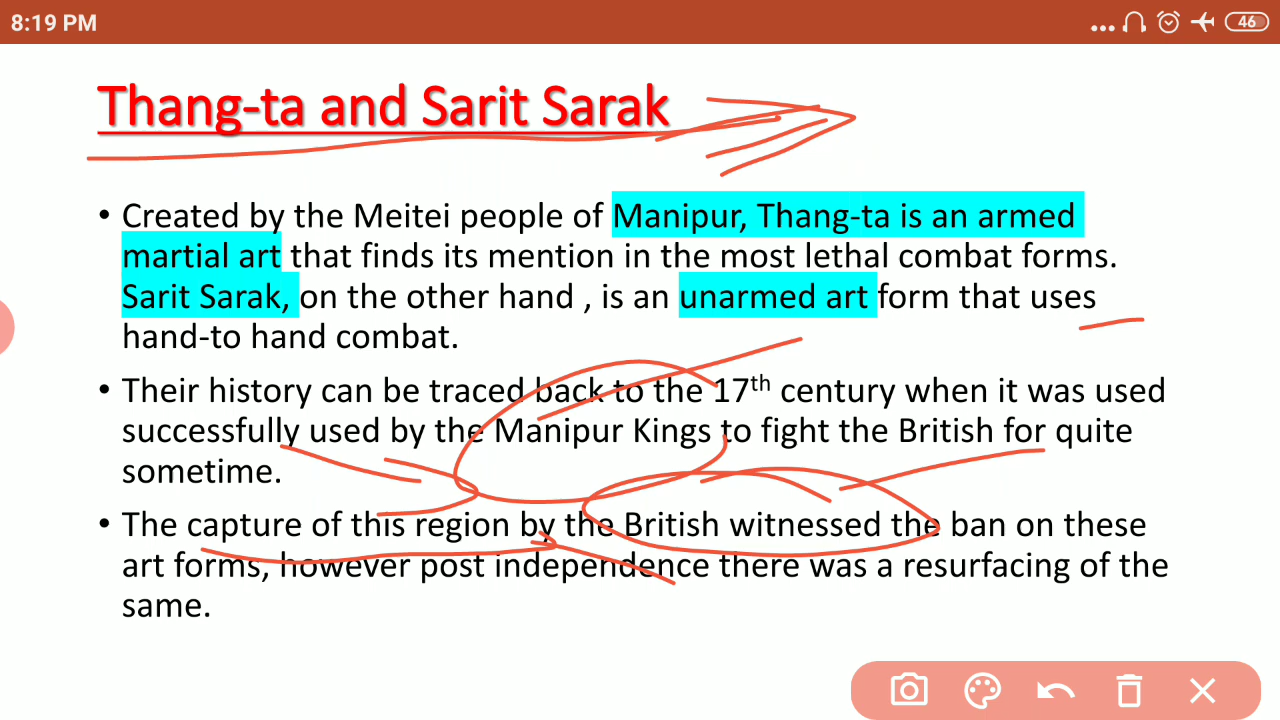 8:19 PM
46
Thang-ta and Sarit Sarak
• Created by the Meitei people of Manipur, Thang-ta is an armed
martial art that finds its mention in the most lethal combat forms.
Sarit Sarak, on the other hand , is an unarmed art form that uses
hand-to hand combat.
• Their history can be traced back to the 17th century when it was used
successfully used by the Manipur Kings to fight the British for quite
sometime.
• The capture of this region by the British witnessed the ban on these
art forms, however post independence there was a resurfacing of the
same.